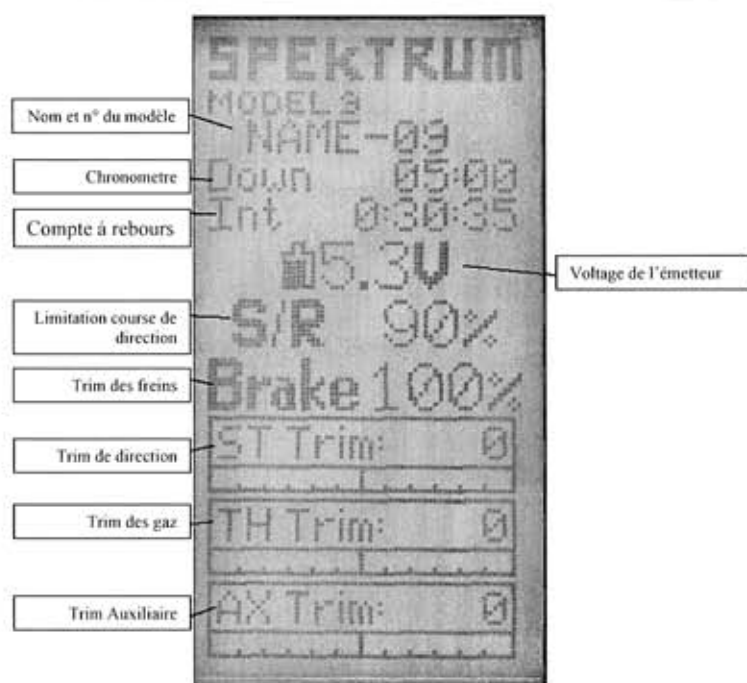 SPEKTRUM
MODEL3
NAME-09
Down 05:00
Int 0:30:35
5.3V
S/R 90%
Brake 100%
ST Trim: 0
TH Trim: 0
AX Trim: 0
Nom et n° du modèle
Chronometre
Compte à rebours
Limitation course de
direction
Trim des freins
Trim de direction
Trim des gaz
Trim Auxiliaire
Voltage de l'émetteur